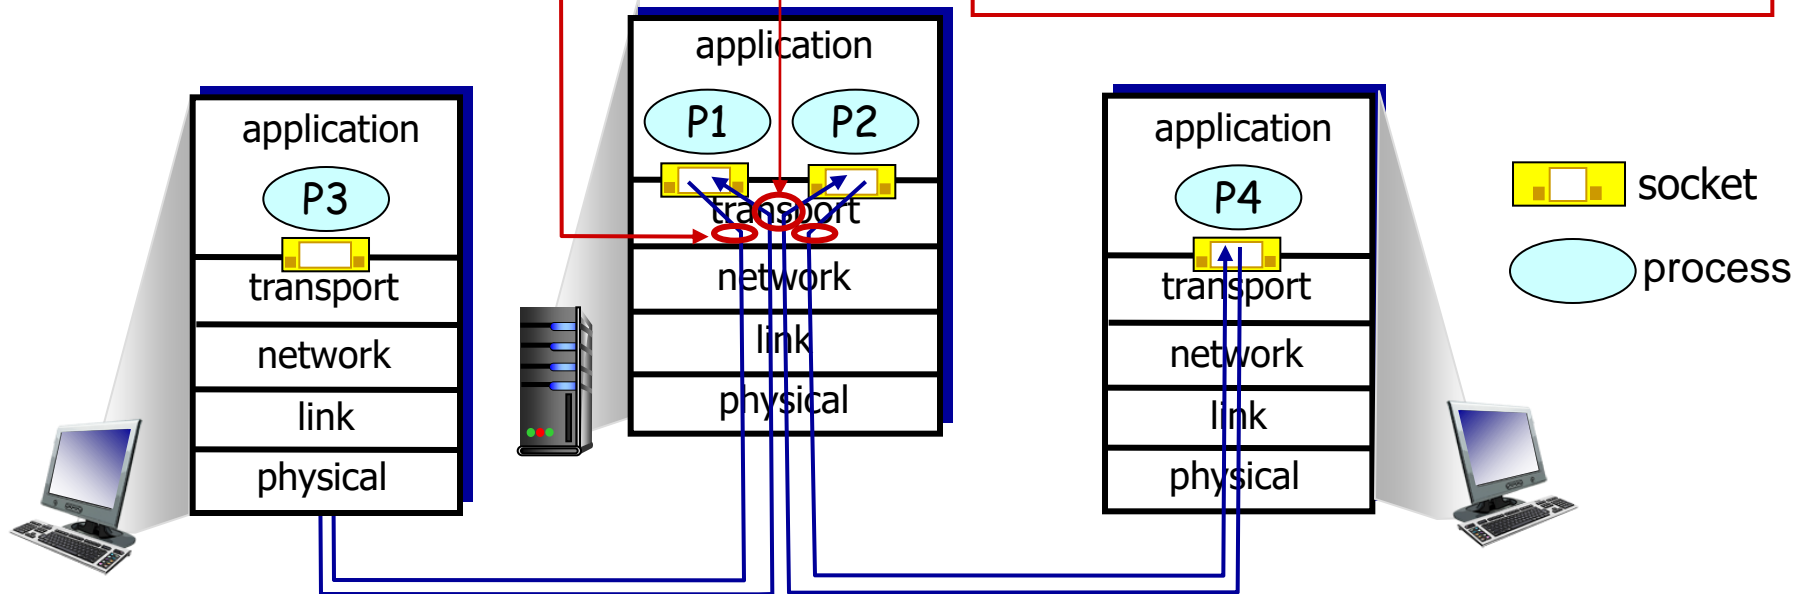 application
P3
transport
network
link
physical
application
P1
P2
transport
network
link
physical
application
P4
transport
network
link
physical
socket
process